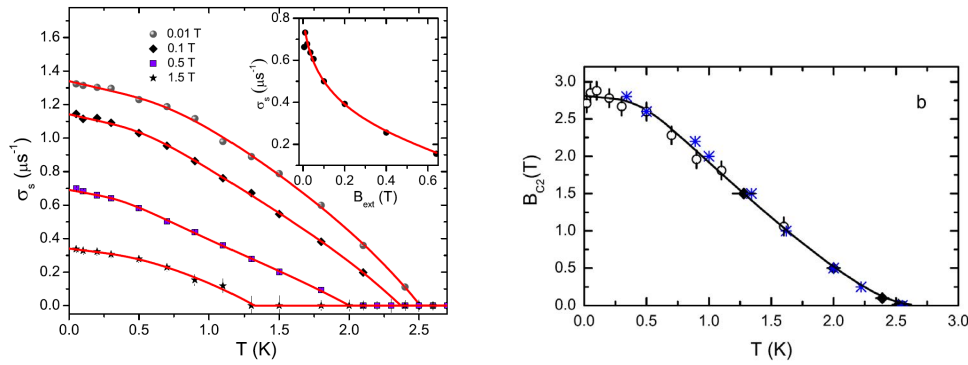 0.01 T
0.1 T
0.5 T
1.5 T
σs (μs⁻¹)
1.6
1.4
1.2
1.0
0.8
0.6
0.4
0.2
0.0
0.0 0.5 1.0 1.5 2.0 2.5
T (K)
σs (μs⁻¹)
0.8
0.6
0.4
0.2
0.0 0.2 0.4 0.6
Bext (T)
b
BC2(T)
3.0
2.5
2.0
1.5
1.0
0.5
0.0
0.0 0.5 1.0 1.5 2.0 2.5 3.0
T (K)